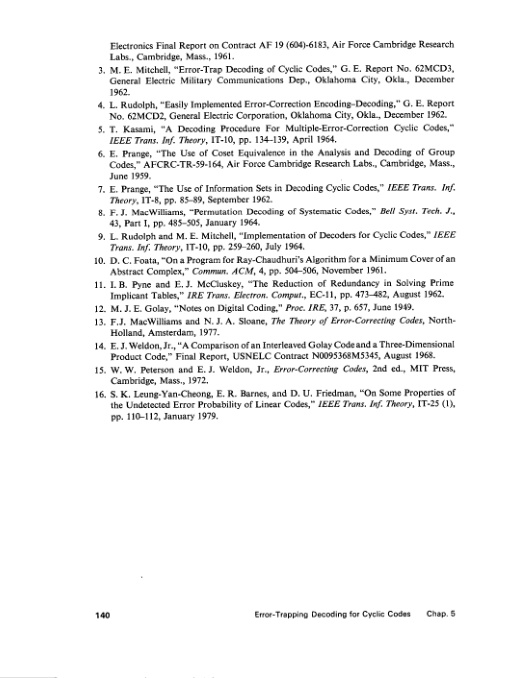 Electronics Final Report on Contract AF 19 (604)-6183, Air Force Cambridge Research
Labs., Cambridge, Mass., 1961.
3. M. E. Mitchell, "Error-Trap Decoding of Cyclic Codes," G. E. Report No. 62MCD3,
General Electric Military Communications Dep., Oklahoma City, Okla., December
1962.
4. L. Rudolph, "Easily Implemented Error-Correction Encoding-Decoding," G. E. Report
No. 62MCD2, General Electric Corporation, Oklahoma City, Okla., December 1962.
5. T. Kasami, "A Decoding Procedure For Multiple-Error-Correction Cyclic Codes,"
IEEE Trans. Inf. Theory, IT-10, pp. 134–139, April 1964.
6. E. Prange, "The Use of Coset Equivalence in the Analysis and Decoding of Group
Codes," AFCRC-TR-59-164, Air Force Cambridge Research Labs., Cambridge, Mass.,
June 1959.
7. E. Prange, "The Use of Information Sets in Decoding Cyclic Codes," IEEE Trans. Inf.
Theory, IT-8, pp. 85–89, September 1962.
8. F. J. MacWilliams, "Permutation Decoding of Systematic Codes," Bell Syst. Tech. J.,
43, Part I, pp. 485–505, January 1964.
9. L. Rudolph and M. E. Mitchell, "Implementation of Decoders for Cyclic Codes," IEEE
Trans. Inf. Theory, IT-10, pp. 259–260, July 1964.
10. D. C. Foata, "On a Program for Ray-Chaudhuri's Algorithm for a Minimum Cover of an
Abstract Complex," Commun. ACM, 4, pp. 504–506, November 1961.
11. I. B. Pyne and E. J. McCluskey, "The Reduction of Redundancy in Solving Prime
Implicant Tables," IRE Trans. Electron. Comput., EC-11, pp. 473–482, August 1962.
12. M. J. E. Golay, "Notes on Digital Coding," Proc. IRE, 37, p. 657, June 1949.
13. F.J. MacWilliams and N. J. A. Sloane, The Theory of Error-Correcting Codes, North-
Holland, Amsterdam, 1977.
14. E. J. Weldon, Jr., "A Comparison of an Interleaved Golay Code and a Three-Dimensional
Product Code," Final Report, USNELC Contract N0095368M5345, August 1968.
15. W. W. Peterson and E. J. Weldon, Jr., Error-Correcting Codes, 2nd ed., MIT Press,
Cambridge, Mass., 1972.
16. S. K. Leung-Yan-Cheong, E. R. Barnes, and D. U. Friedman, "On Some Properties of
the Undetected Error Probability of Linear Codes," IEEE Trans. Inf. Theory, IT-25 (1),
pp. 110–112, January 1979.
140 Error-Trapping Decoding for Cyclic Codes Chap. 5